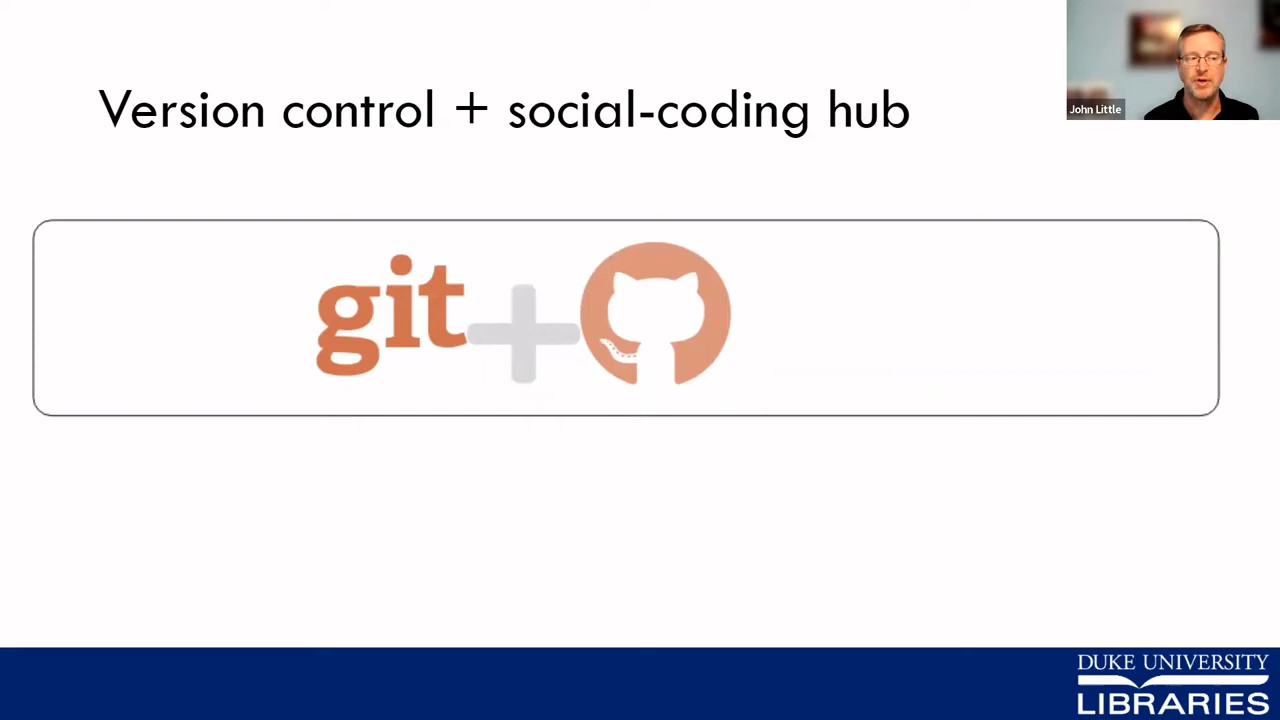 Version control + social-coding hub
John Little
git
DUKE UNIVERSITY
LIBRARIES